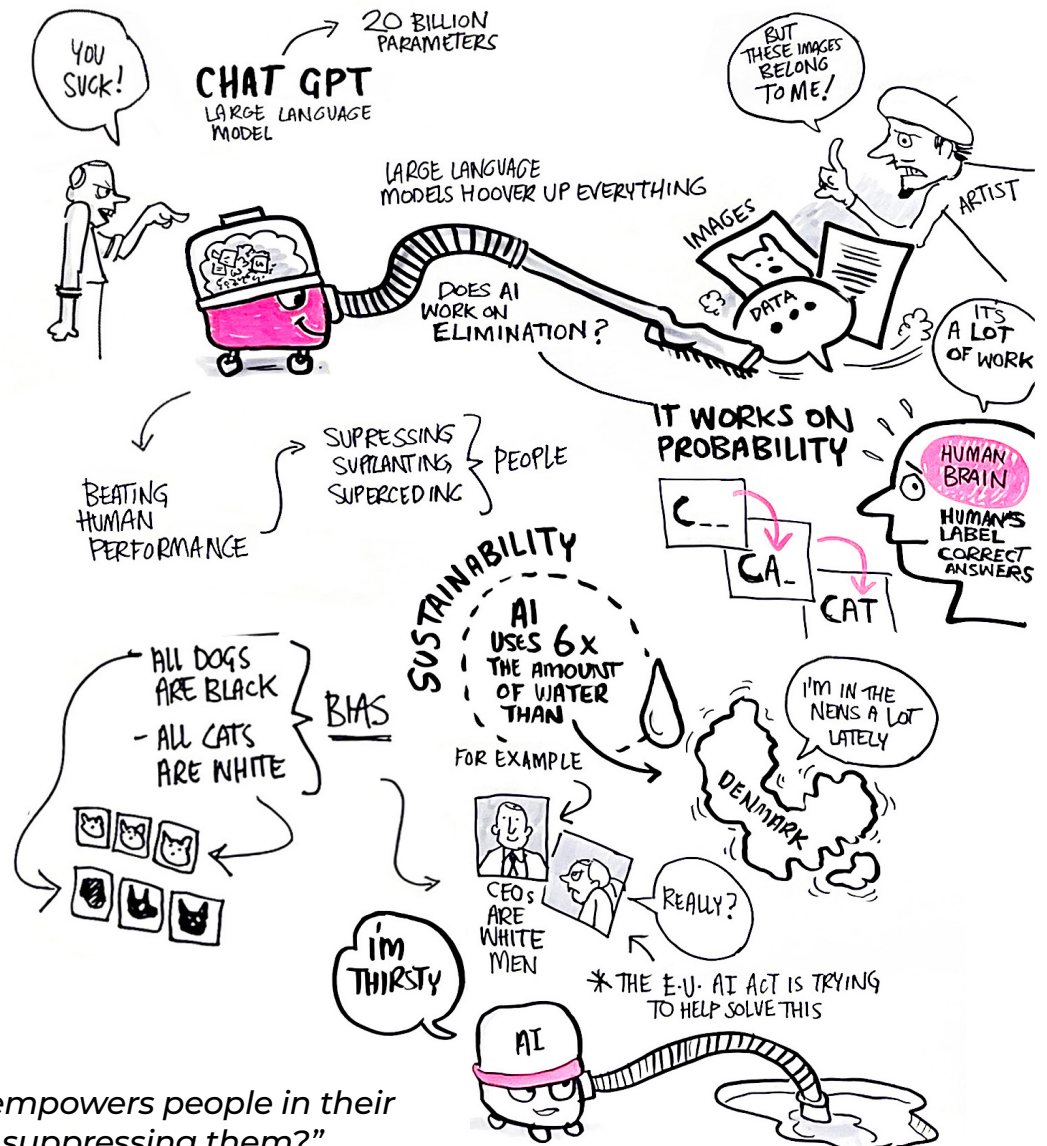 YOU
SUCK!
20 BILLION
PARAMETERS
CHAT GPT
LARGE LANGUAGE
MODEL
BUT
THESE IMAGES
BELONG
TO ME!
ARTIST
LARGE LANGUAGE
MODELS HOOVER UP EVERYTHING
IMAGES
DATA
DOES AI
WORK ON
ELIMINATION?
IT'S
A LOT
OF WORK
IT WORKS ON
PROBABILITY
HUMAN
BRAIN
HUMAN'S
LABEL
CORRECT
ANSWERS
C__
CA_
CAT
BEATING
HUMAN
PERFORMANCE
SUPRESSING
SUPLANTING,
SUPERCEDING
PEOPLE
SUSTAINABILITY
AI
USES 6x
THE AMOUNT
OF WATER
THAN
DENMARK
I'M IN THE
NEWS A LOT
LATELY
- ALL DOGS
ARE BLACK
- ALL CATS
ARE WHITE
BIAS
FOR EXAMPLE
CEOs
ARE
WHITE
MEN
REALLY?
* THE E.U. AI ACT IS TRYING
TO HELP SOLVE THIS
i'm
THIRSTY
AI
empowers people in their
suppressing them?”